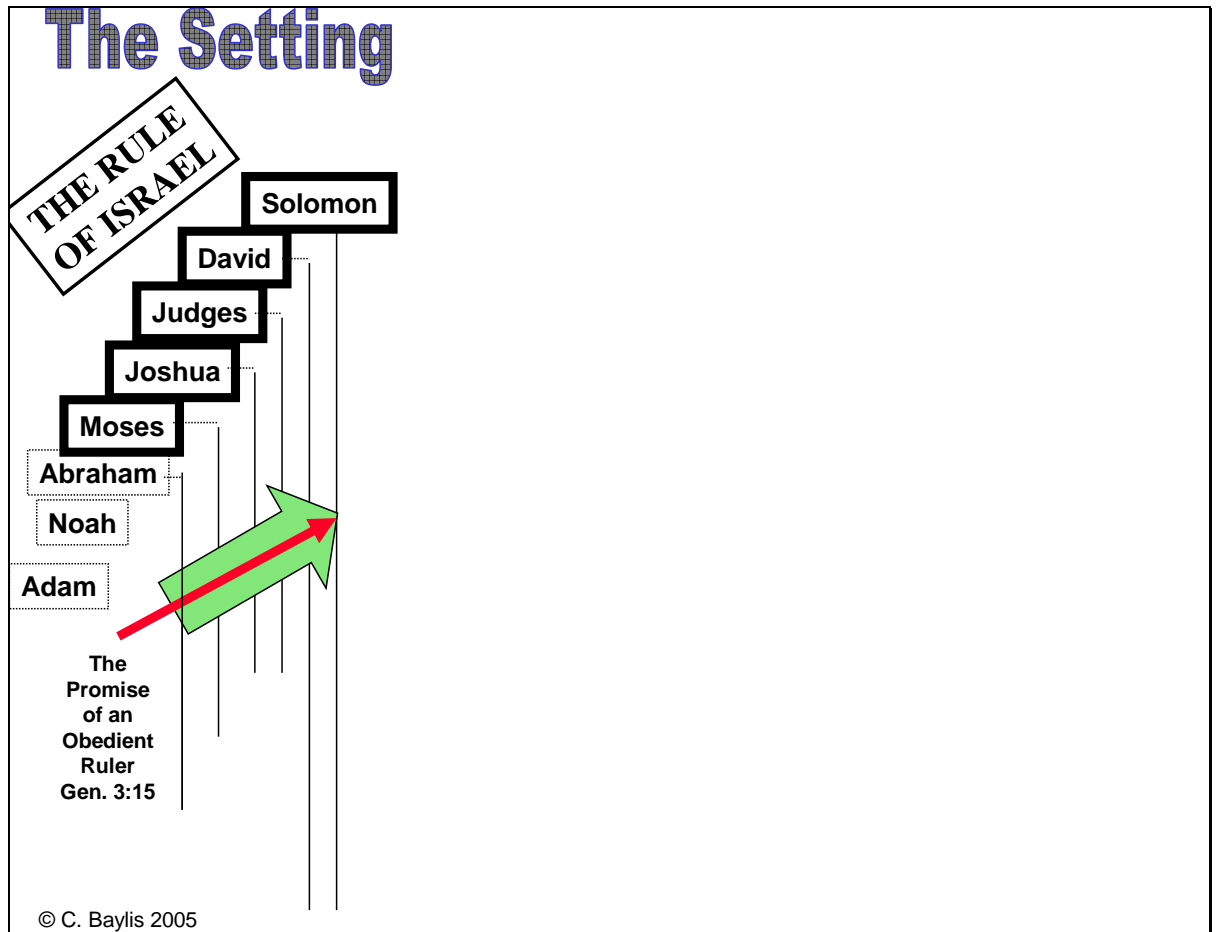 The Setting
THE RULE
OF ISRAEL
Solomon
David
Judges
Joshua
Moses
Abraham
Noah
Adam
The
Promise
of an
Obedient
Ruler
Gen. 3:15
© C. Baylis 2005